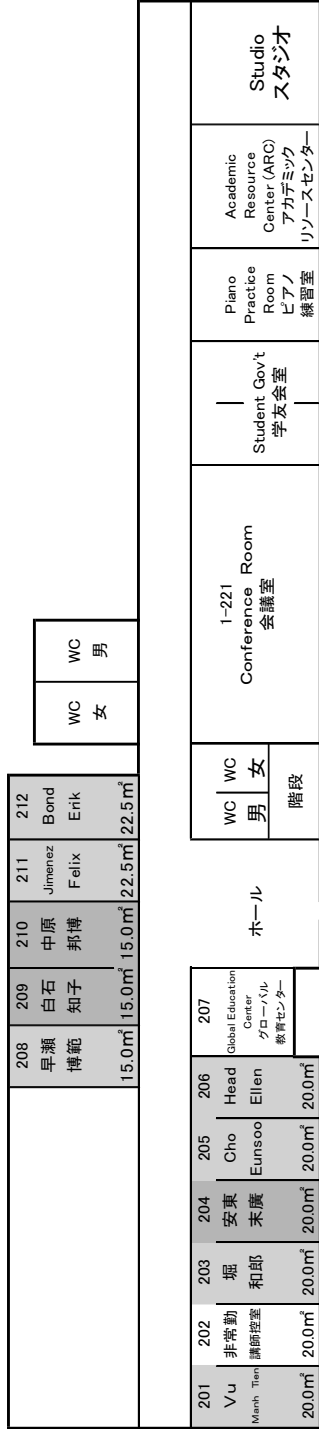 208
早瀬
博範
15.0㎡
209
白石
知子
15.0㎡
210
中原
邦博
15.0㎡
211
Jimenez
Felix
22.5㎡
212
Bond
Erik
22.5㎡
WC
女
WC
男
201
Vu
Manh Tien
20.0㎡
202
非常勤
講師控室
20.0㎡
203
堀
和郎
20.0㎡
204
安東
末廣
20.0㎡
205
Cho
Eunsoo
20.0㎡
206
Head
Ellen
20.0㎡
207
Global Education
Center
グローバル
教育センター
ホール
WC
男
WC
女
階段
1-221
Conference Room
会議室
Student Gov't
学友会室
Piano
Practice
Room
ピアノ
練習室
Academic
Resource
Center (ARC)
アカデミック
リソースセンター
Studio
スタジオ